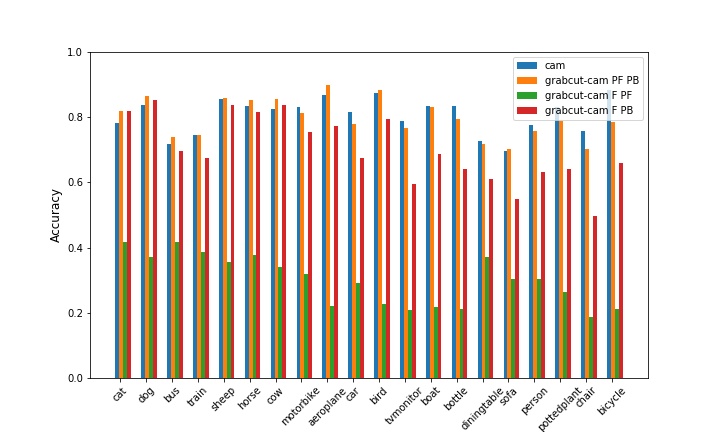 1.0
0.8
0.6
0.4
0.2
0.0
Accuracy
cam
grabcut-cam PF PB
grabcut-cam F PF
grabcut-cam F PB
cat
dog
bus
train
sheep
horse
cow
motorbike
aeroplane
car
bird
tvmonitor
boat
bottle
diningtable
sofa
person
pottedplant
chair
bicycle